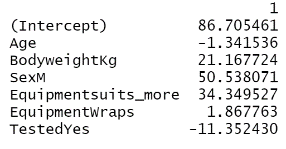 1
(Intercept) 86.705461
Age -1.341536
BodyweightKg 21.167724
SexM 50.538071
Equipmentsuits_more 34.349527
EquipmentWraps 1.867763
TestedYes -11.352430